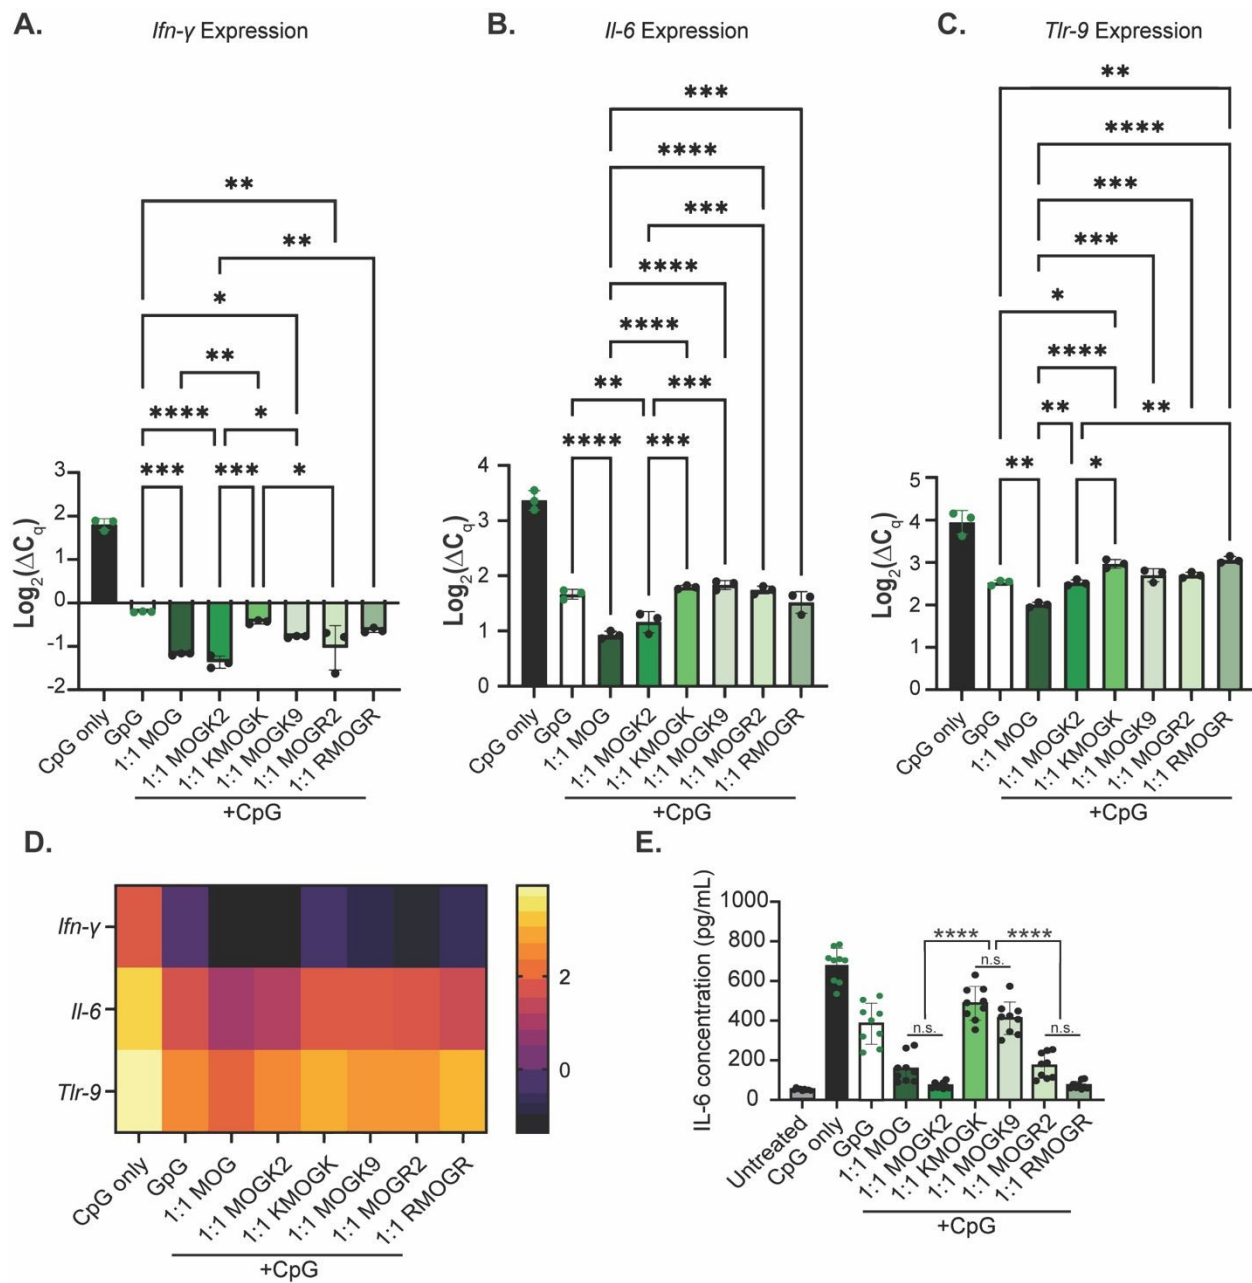 A.
Ifn-γ Expression
**
**
*
**
****
*
***
***
*
Log2(ΔCq)
3
2
1
0
-1
-2
CpG only
GpG
1:1 MOG
1:1 MOGK2
1:1 KMOGK
1:1 MOGK9
1:1 MOGR2
1:1 RMOGR
+CpG
B.
Il-6 Expression
***
****
***
****
****
**
***
****
***
Log2(ΔCq)
4
3
2
1
0
CpG only
GpG
1:1 MOG
1:1 MOGK2
1:1 KMOGK
1:1 MOGK9
1:1 MOGR2
1:1 RMOGR
+CpG
C.
Tlr-9 Expression
**
****
***
***
*
****
**
**
**
*
Log2(ΔCq)
5
4
3
2
1
0
CpG only
GpG
1:1 MOG
1:1 MOGK2
1:1 KMOGK
1:1 MOGK9
1:1 MOGR2
1:1 RMOGR
+CpG
D.
Ifn-γ
Il-6
Tlr-9
2
0
CpG only
GpG
1:1 MOG
1:1 MOGK2
1:1 KMOGK
1:1 MOGK9
1:1 MOGR2
1:1 RMOGR
+CpG
E.
IL-6 concentration (pg/mL)
1000
800
600
400
200
0
**** ****
n.s.
n.s.
n.s.
Untreated
CpG only
GpG
1:1 MOG
1:1 MOGK2
1:1 KMOGK
1:1 MOGK9
1:1 MOGR2
1:1 RMOGR
+CpG